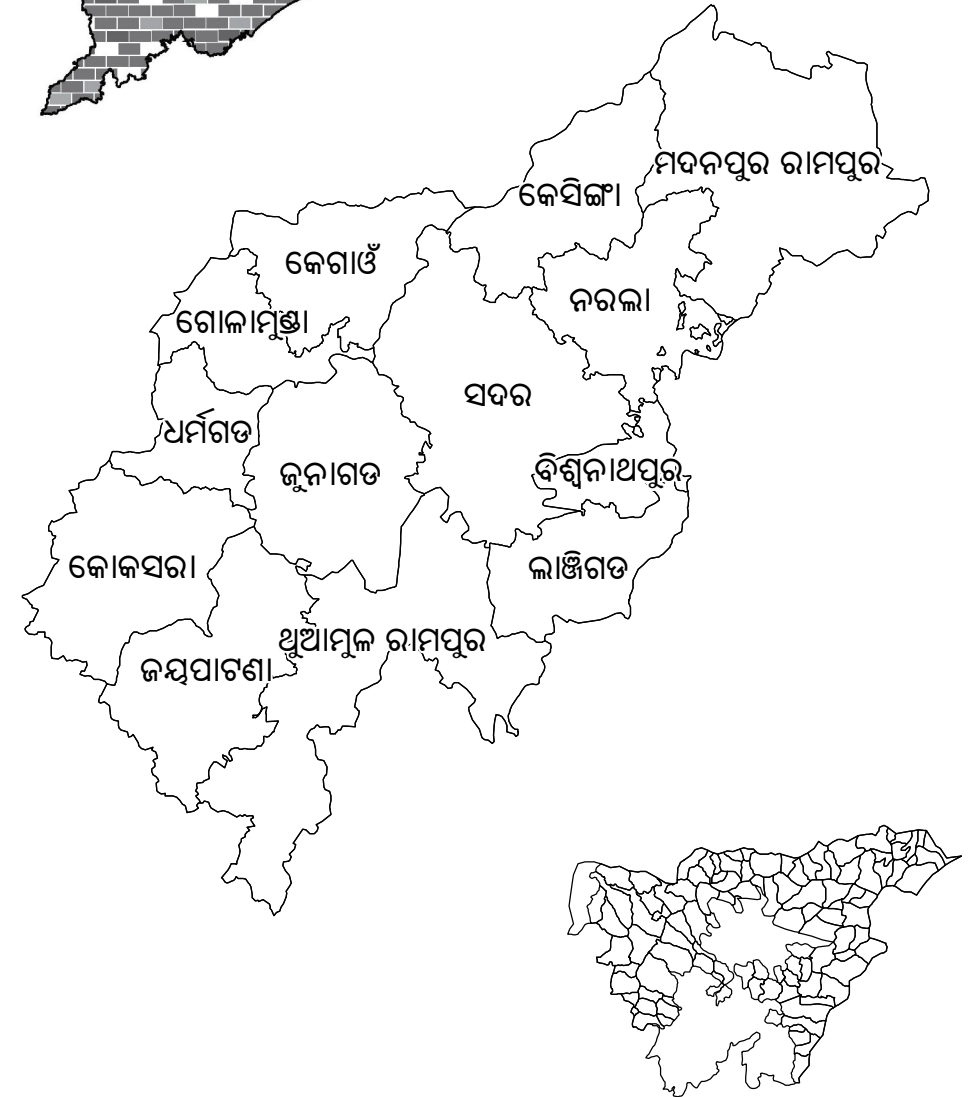 ମଦନପୁର ରାମପୁର
କେସିଙ୍ଗା
କେଗାଓଁ
ନରଲା
ଗୋଳାମୁଣ୍ଡା
ସଦର
ଧର୍ମଗଡ
ଜୁନାଗଡ
ବିଶ୍ୱନାଥପୁର
କୋକସରା
ଲାଞ୍ଜିଗଡ
ଥୁଆମୁଳ ରାମପୁର
ଜୟପାଟଣା